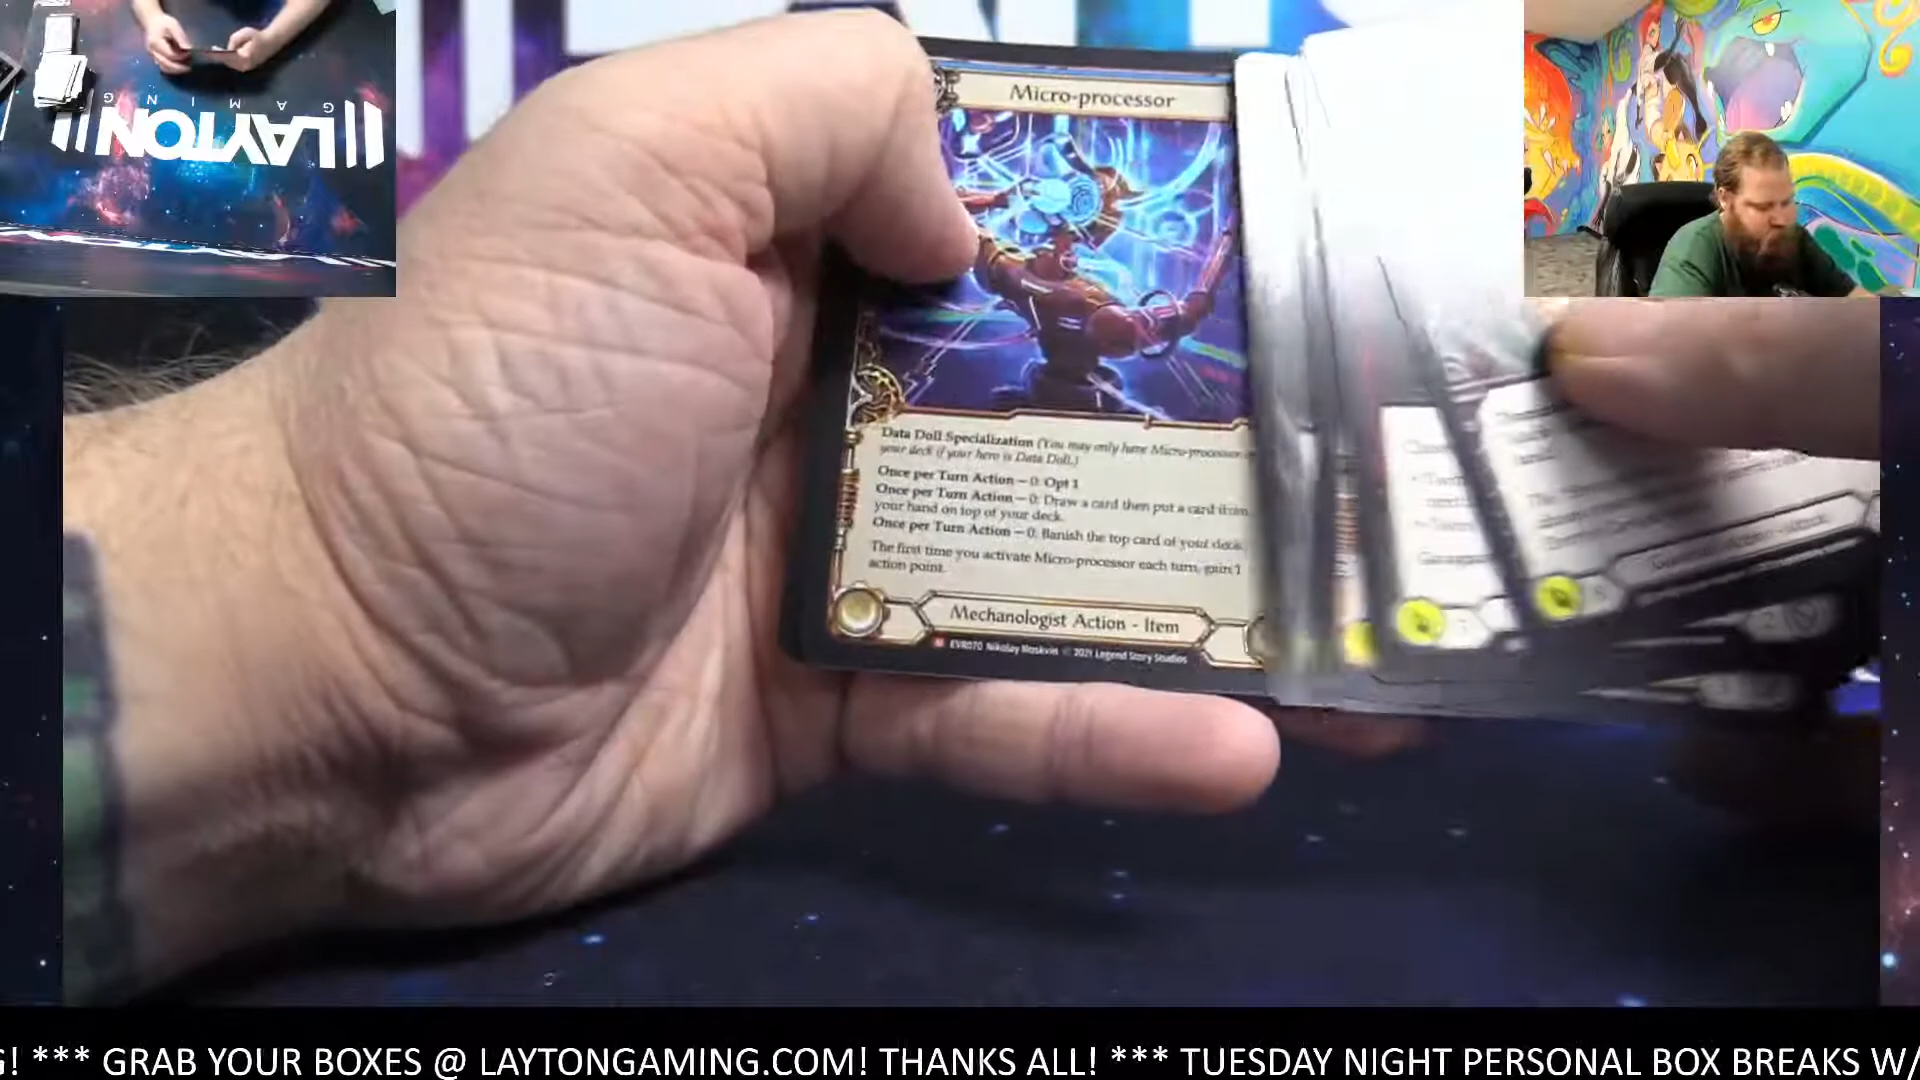 LAYTON
GAMING
Micro-processor
Data Doll Specialization (You may only have Micro-processor
your deck if your hero is Data Doll.)
Once per Turn Action – 0: Opt 1
Once per Turn Action – 0: Draw a card then put a card from
your hand on top of your deck.
Once per Turn Action – 0: Banish the top card of your deck.
The first time you activate Micro-processor each turn, gain 1
action point.
Mechanologist Action - Item
M EVR070 Nikolay Moskvin © 2021 Legend Story Studios
G! *** GRAB YOUR BOXES @ LAYTONGAMING.COM! THANKS ALL! *** TUESDAY NIGHT PERSONAL BOX BREAKS W/